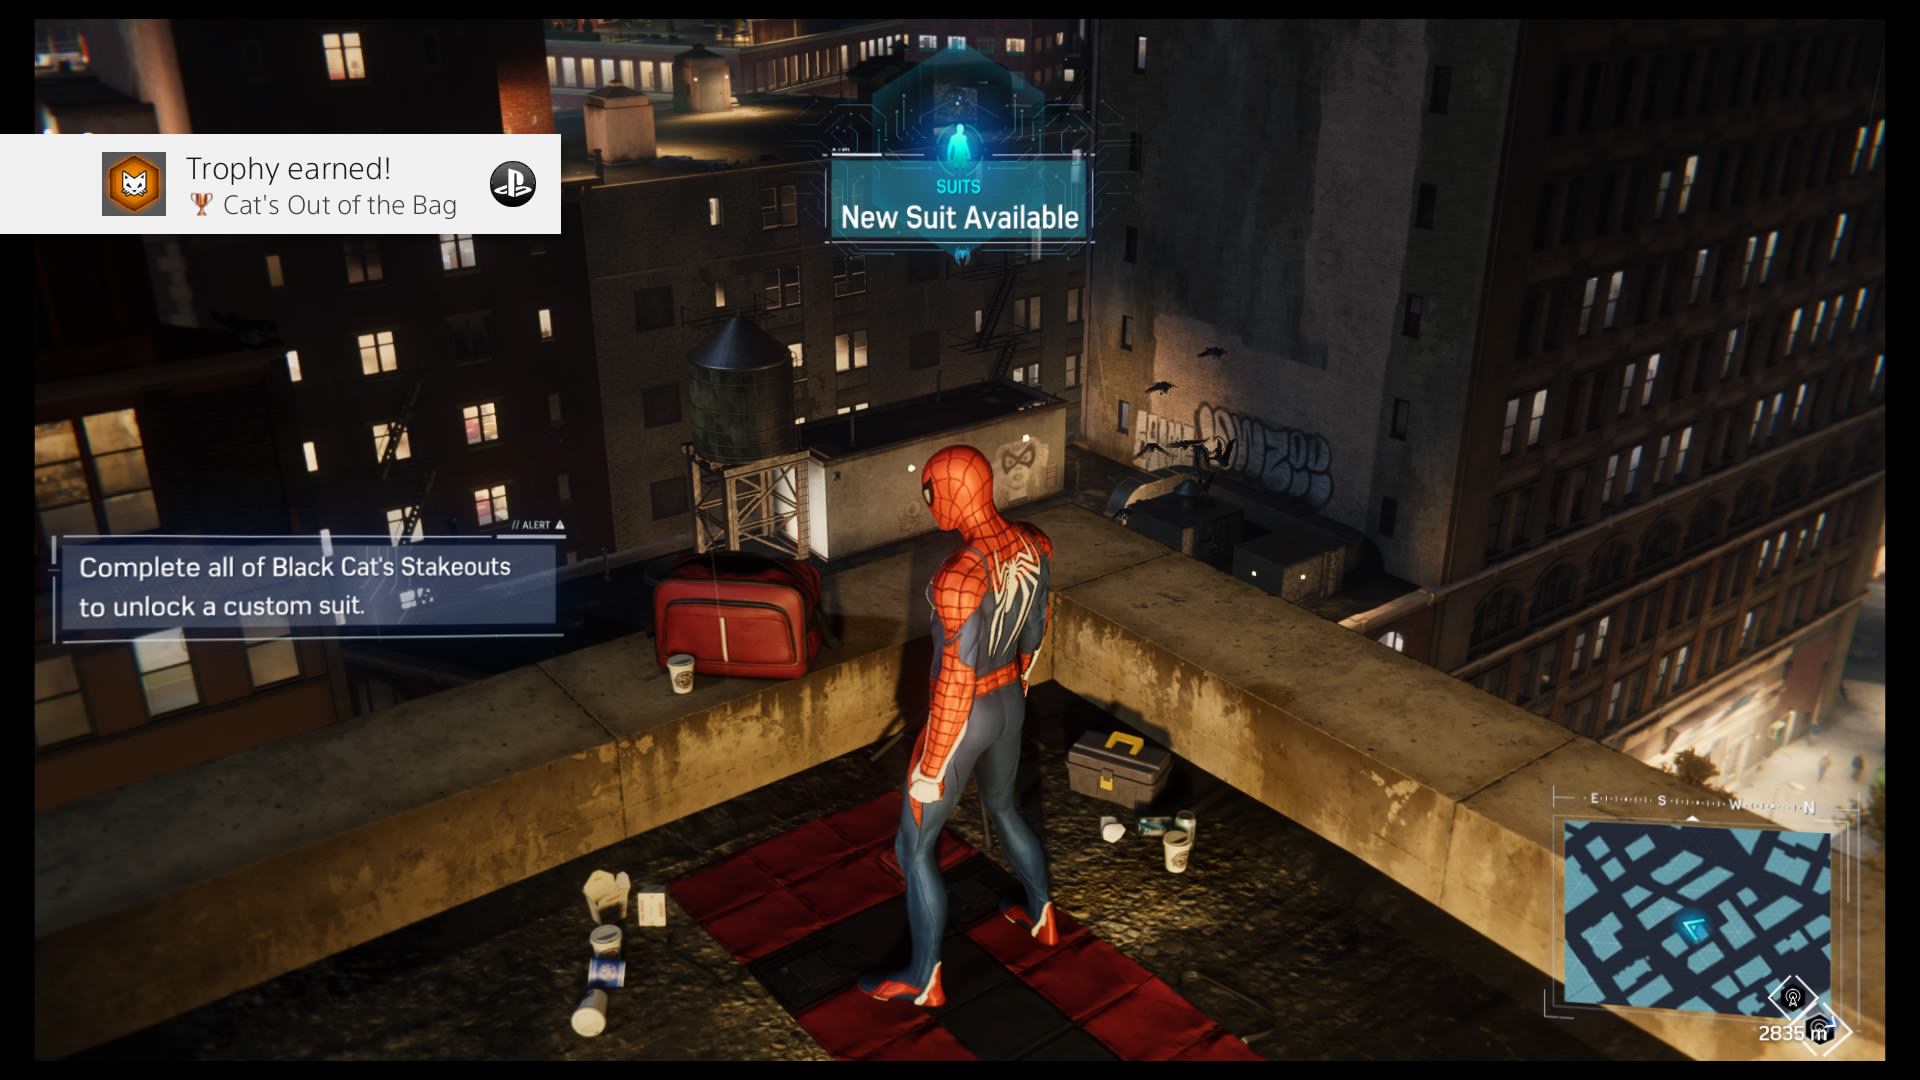 Trophy earned!
Cat's Out of the Bag
SUITS
New Suit Available
// ALERT
Complete all of Black Cat's Stakeouts
to unlock a custom suit.
E S W N
2835 m